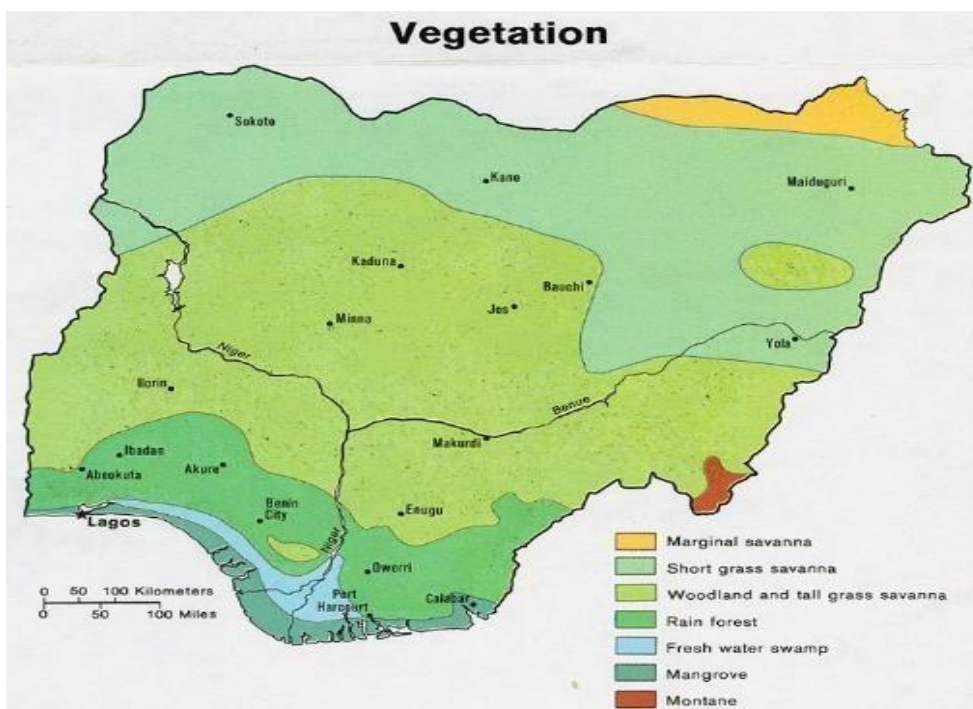 Vegetation
Sokoto
Kano
Maiduguri
Kaduna
Bauchi
Jos
Minna
Yola
Niger
Ilorin
Benue
Makurdi
Ibadan
Abeokuta
Akure
Benin
City
Enugu
Lagos
Niger
Owerri
Port
Harcourt
Calabar
0 50 100 Kilometers
0 50 100 Miles
Marginal savanna
Short grass savanna
Woodland and tall grass savanna
Rain forest
Fresh water swamp
Mangrove
Montane